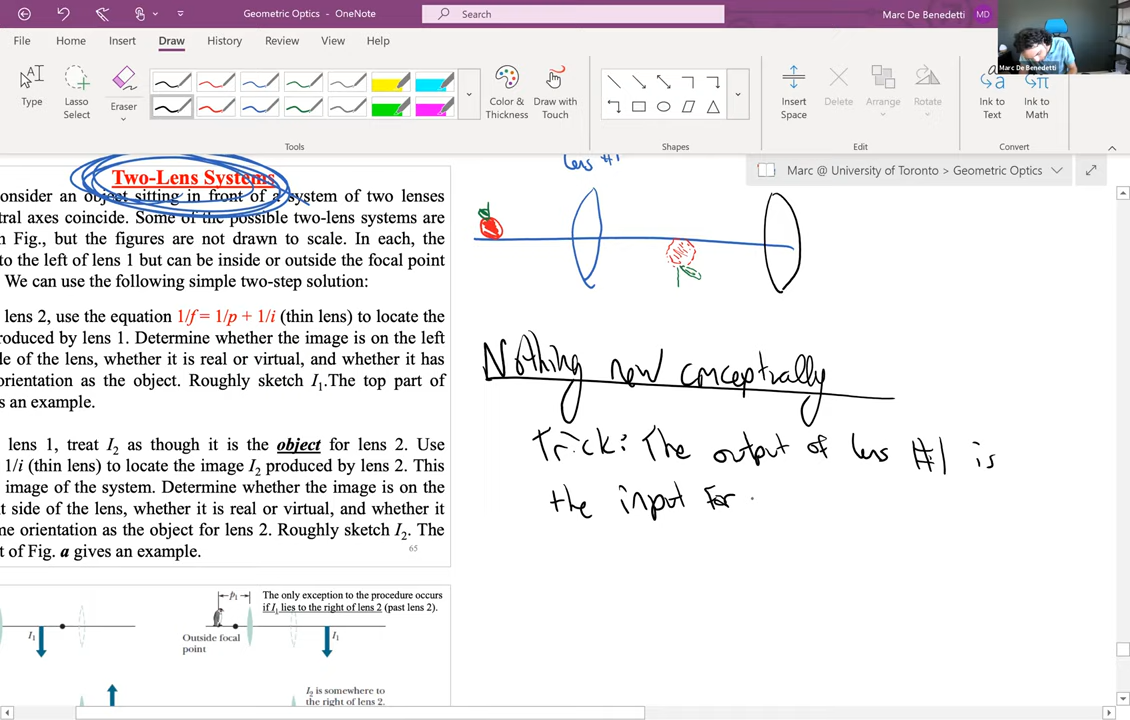 Geometric Optics - OneNote
Search
Marc De Benedetti
MD
Marc De Benedetti
File
Home
Insert
Draw
History
Review
View
Help
Type
Lasso
Select
Eraser
Color &
Thickness
Draw with
Touch
Insert
Space
Delete
Arrange
Rotate
Ink to
Text
Ink to
Math
Tools
Shapes
Edit
Convert
Marc @ University of Toronto > Geometric Optics
lens #1
Two-Lens Systems
onsider an object sitting in front of a system of two lenses
tral axes coincide. Some of the possible two-lens systems are
n Fig., but the figures are not drawn to scale. In each, the
to the left of lens 1 but can be inside or outside the focal point
We can use the following simple two-step solution:
lens 2, use the equation 1/f = 1/p + 1/i (thin lens) to locate the
roduced by lens 1. Determine whether the image is on the left
le of the lens, whether it is real or virtual, and whether it has
orientation as the object. Roughly sketch I1.The top part of
s an example.
lens 1, treat I2 as though it is the object for lens 2. Use
1/i (thin lens) to locate the image I2 produced by lens 2. This
image of the system. Determine whether the image is on the
t side of the lens, whether it is real or virtual, and whether it
me orientation as the object for lens 2. Roughly sketch I2. The
t of Fig. a gives an example.
65
Nothing new conceptually
Trick: The output of lens #1 is
the input for
p1
The only exception to the procedure occurs
if I1 lies to the right of lens 2 (past lens 2).
I1
Outside focal
point
I1
I2 is somewhere to
the right of lens 2.